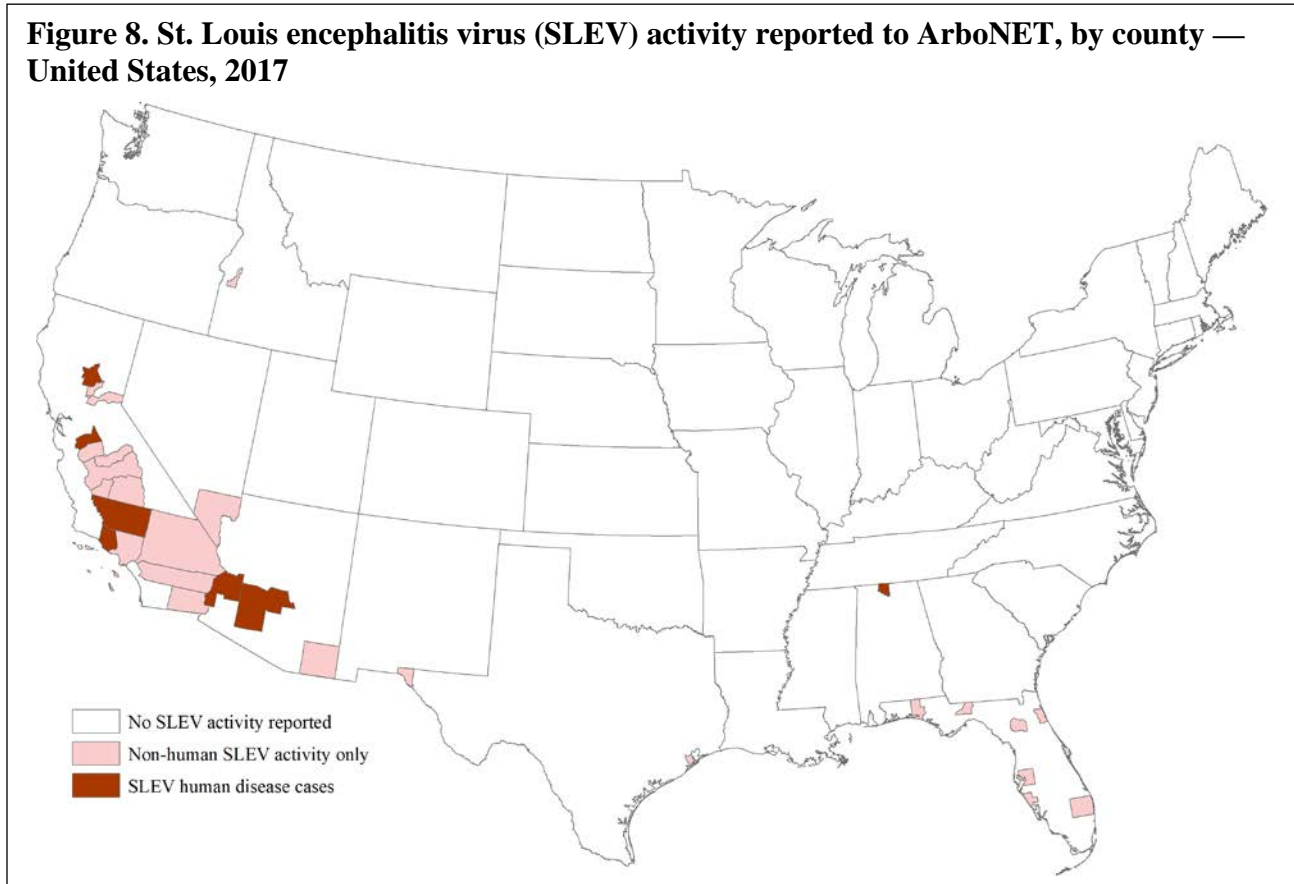 Figure 8. St. Louis encephalitis virus (SLEV) activity reported to ArboNET, by county —
United States, 2017
No SLEV activity reported
Non-human SLEV activity only
SLEV human disease cases